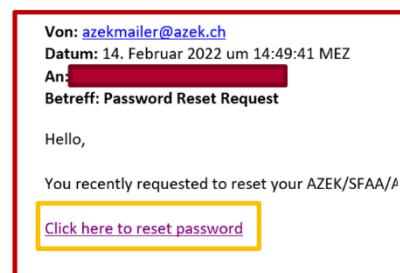 Von: azekmailer@azek.ch
Datum: 14. Februar 2022 um 14:49:41 MEZ
An:
Betreff: Password Reset Request
Hello,
You recently requested to reset your AZEK/SFAA/
Click here to reset password